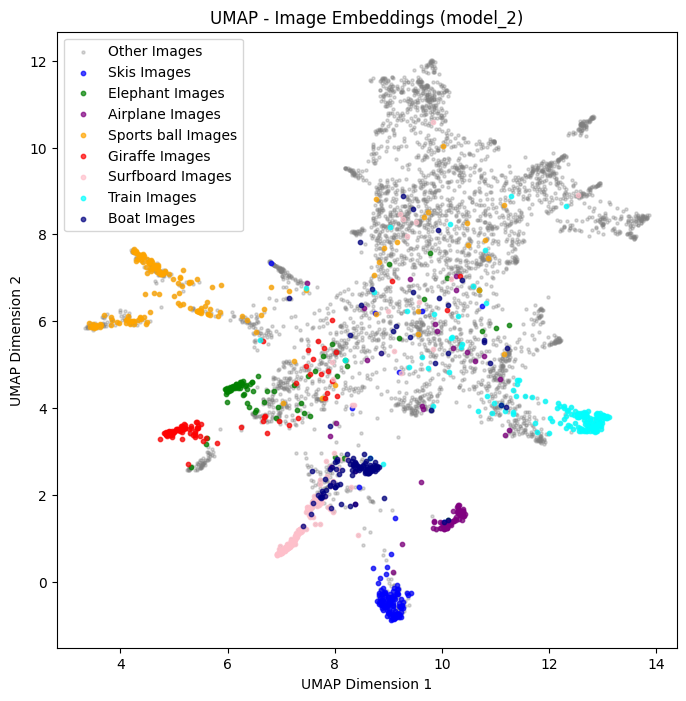 UMAP - Image Embeddings (model_2)
Other Images
Skis Images
Elephant Images
Airplane Images
Sports ball Images
Giraffe Images
Surfboard Images
Train Images
Boat Images
12
10
8
6
4
2
0
UMAP Dimension 2
4 6 8 10 12 14
UMAP Dimension 1